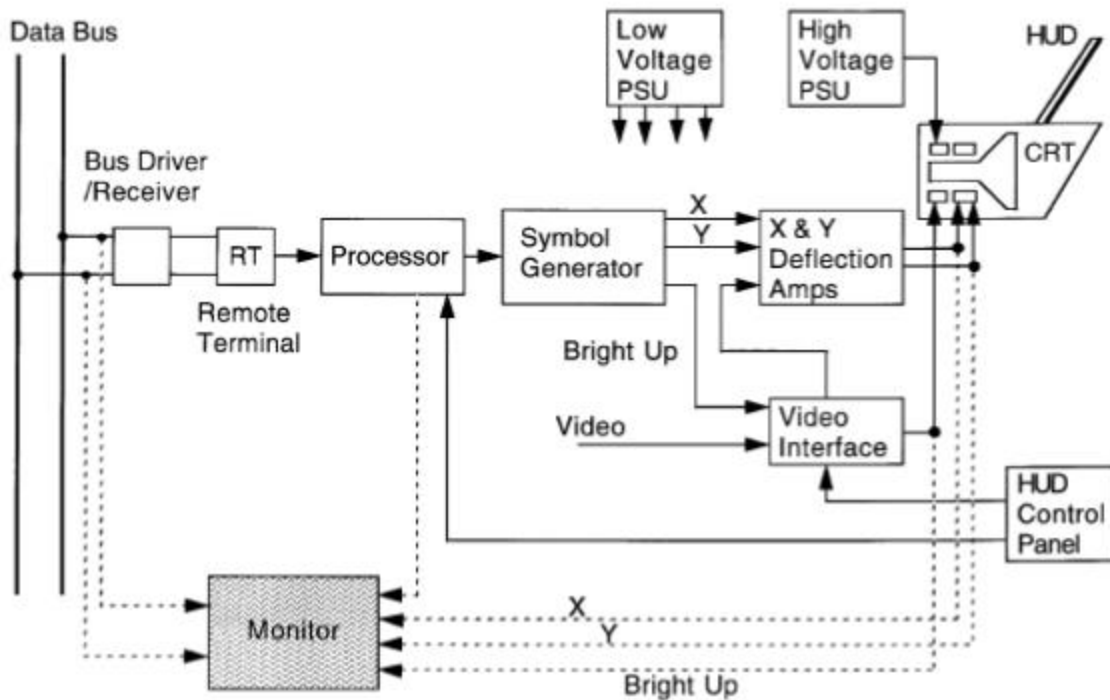 Data Bus
Low
Voltage
PSU
High
Voltage
PSU
HUD
CRT
Bus Driver
/Receiver
RT
Remote
Terminal
Processor
Symbol
Generator
X
Y
X & Y
Deflection
Amps
Bright Up
Video
Video
Interface
HUD
Control
Panel
Monitor
X
Y
Bright Up